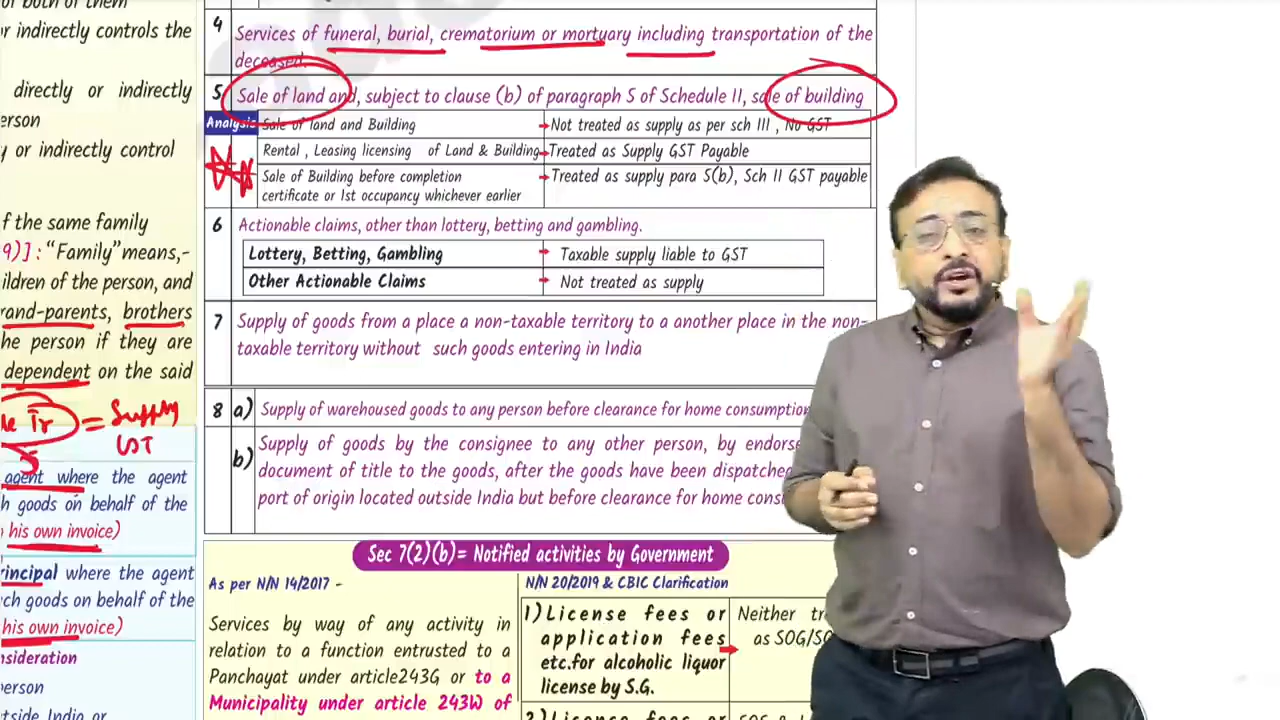 of both of them
or indirectly controls the
directly or indirectly
erson
y or indirectly control
f the same family
9)] : “Family”means,-
ildren of the person, and
rand-parents, brothers
he person if they are
dependent on the said
Tr = Supply
GST
agent where the agent
h goods on behalf of the
his own invoice)
rincipal where the agent
ch goods on behalf of the
his own invoice)
nsideration
person
utside India or
4 Services of funeral, burial, crematorium or mortuary including transportation of the
deceased.
5 Sale of land and, subject to clause (b) of paragraph 5 of Schedule II, sale of building
Analysis Sale of land and Building Not treated as supply as per sch III , No GST
Rental , Leasing licensing of Land & Building Treated as Supply GST Payable
Sale of Building before completion Treated as supply para 5(b), Sch II GST payable
certificate or 1st occupancy whichever earlier
6 Actionable claims, other than lottery, betting and gambling.
Lottery, Betting, Gambling Taxable supply liable to GST
Other Actionable Claims Not treated as supply
7 Supply of goods from a place a non-taxable territory to a another place in the non-
taxable territory without such goods entering in India
8 a) Supply of warehoused goods to any person before clearance for home consumption
b) Supply of goods by the consignee to any other person, by endorse
document of title to the goods, after the goods have been dispatched
port of origin located outside India but before clearance for home cons
Sec 7(2)(b)= Notified activities by Government
As per N/N 14/2017 -
Services by way of any activity in
relation to a function entrusted to a
Panchayat under article243G or to a
Municipality under article 243W of
N/N 20/2019 & CBIC Clarification
1) License fees or Neither tr
application fees as SOG/SO
etc.for alcoholic liquor
license by S.G.
2) License fees or